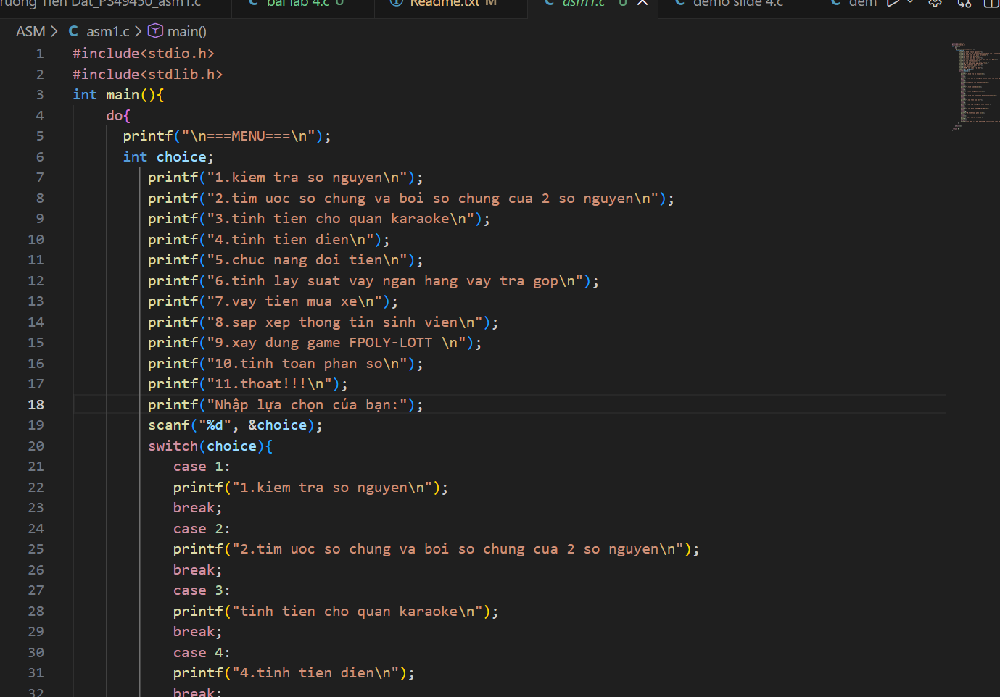 Dat_PS49450_asm1.c bai lab 4.c U Readme.txt M asm1.c U demo slide 4.c dem
ASM > C asm1.c > main()
1 #include<stdio.h>
2 #include<stdlib.h>
3 int main(){
4 do{
5 printf("\n===MENU===\n");
6 int choice;
7 printf("1.kiem tra so nguyen\n");
8 printf("2.tim uoc so chung va boi so chung cua 2 so nguyen\n");
9 printf("3.tinh tien cho quan karaoke\n");
10 printf("4.tinh tien dien\n");
11 printf("5.chuc nang doi tien\n");
12 printf("6.tinh lay suat vay ngan hang vay tra gop\n");
13 printf("7.vay tien mua xe\n");
14 printf("8.sap xep thong tin sinh vien\n");
15 printf("9.xay dung game FPOLY-LOTT \n");
16 printf("10.tinh toan phan so\n");
17 printf("11.thoat!!!\n");
18 printf("Nhập lựa chọn của bạn:");
19 scanf("%d", &choice);
20 switch(choice){
21 case 1:
22 printf("1.kiem tra so nguyen\n");
23 break;
24 case 2:
25 printf("2.tim uoc so chung va boi so chung cua 2 so nguyen\n");
26 break;
27 case 3:
28 printf("tinh tien cho quan karaoke\n");
29 break;
30 case 4:
31 printf("4.tinh tien dien\n");
32 break;